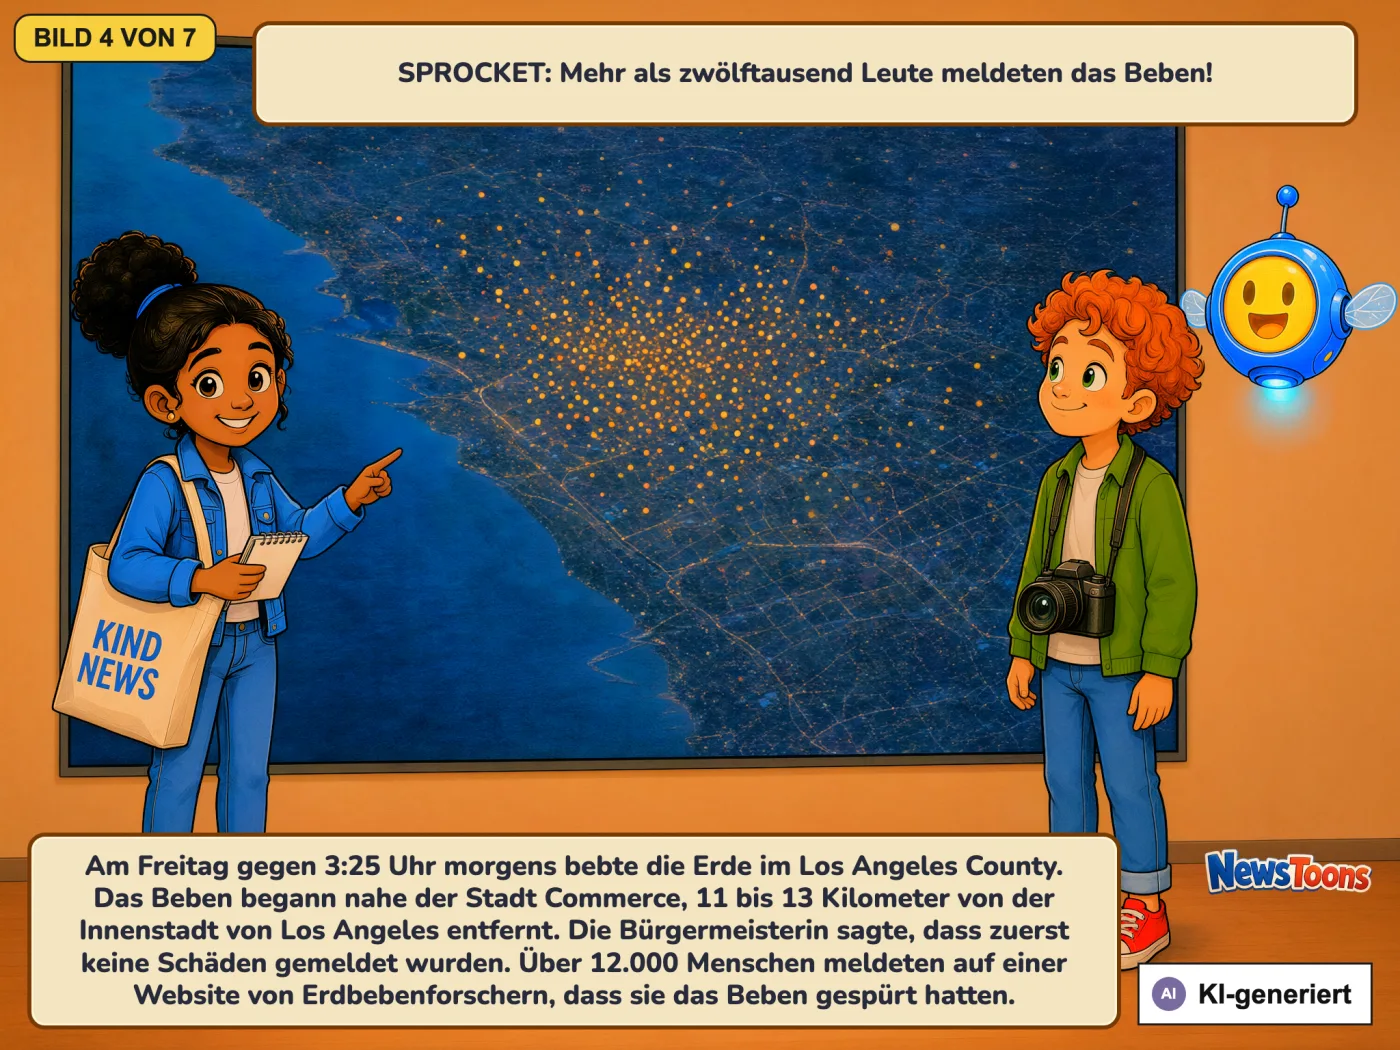 BILD 4 VON 7
SPROCKET: Mehr als zwölftausend Leute meldeten das Beben!
KIND
NEWS
Am Freitag gegen 3:25 Uhr morgens bebte die Erde im Los Angeles County.
Das Beben begann nahe der Stadt Commerce, 11 bis 13 Kilometer von der
Innenstadt von Los Angeles entfernt. Die Bürgermeisterin sagte, dass zuerst
keine Schäden gemeldet wurden. Über 12.000 Menschen meldeten auf einer
Website von Erdbebenforschern, dass sie das Beben gespürt hatten.
NewsToons
AI KI-generiert